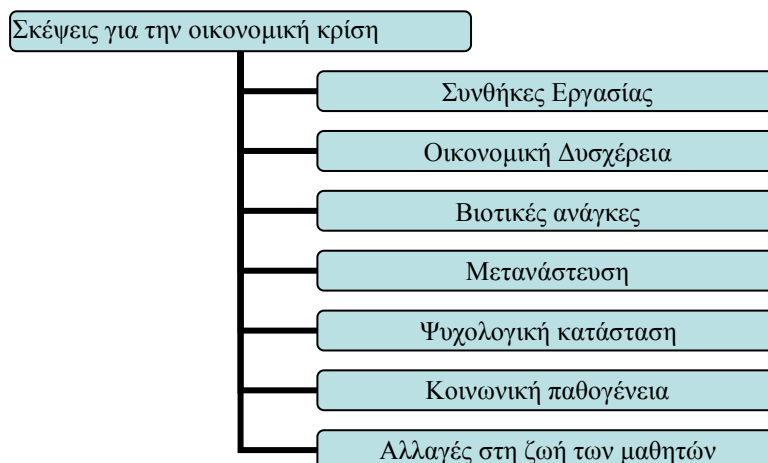 Σκέψεις για την οικονομική κρίση
Συνθήκες Εργασίας
Οικονομική Δυσχέρεια
Βιοτικές ανάγκες
Μετανάστευση
Ψυχολογική κατάσταση
Κοινωνική παθογένεια
Αλλαγές στη ζωή των μαθητών